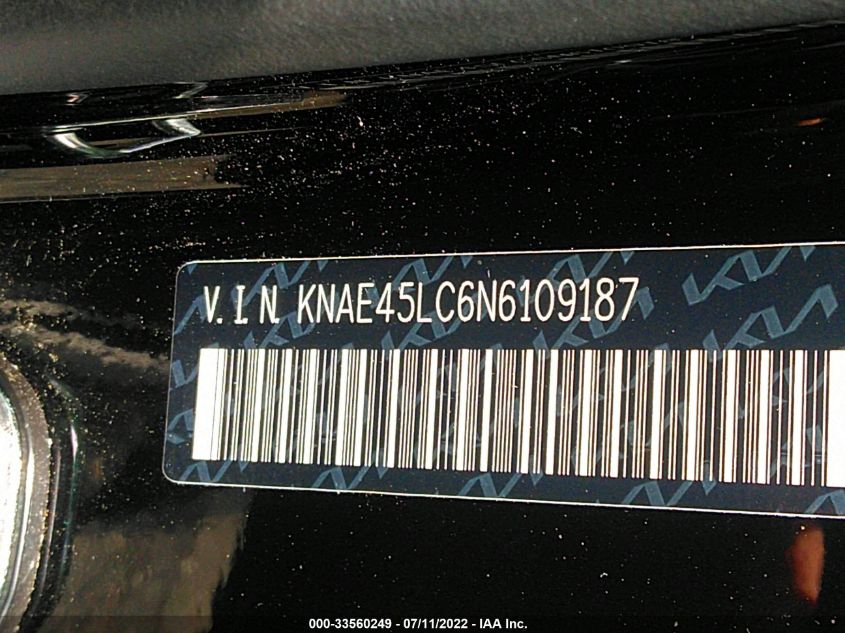 V.I.N. KNAE45LC6N6109187
000-33560249 - 07/11/2022 - IAA Inc.